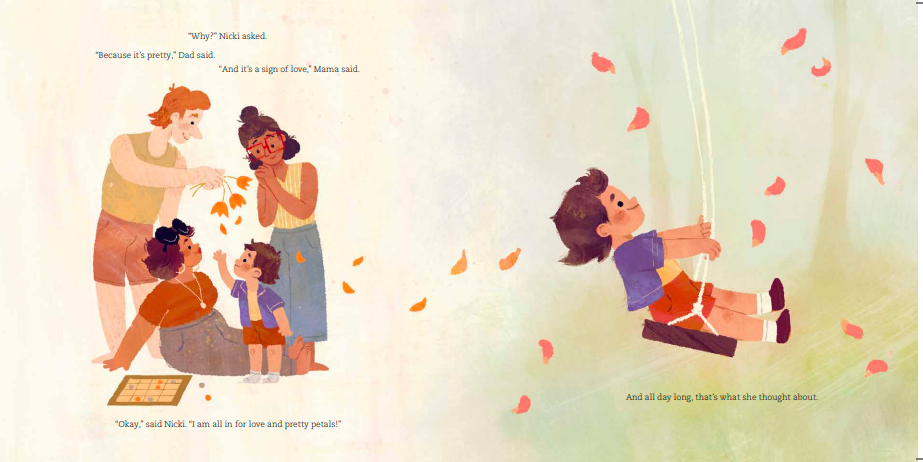 “Why?” Nicki asked.
“Because it’s pretty,” Dad said.
“And it’s a sign of love,” Mama said.
“Okay,” said Nicki. “I am all in for love and pretty petals!”
And all day long, that’s what she thought about.